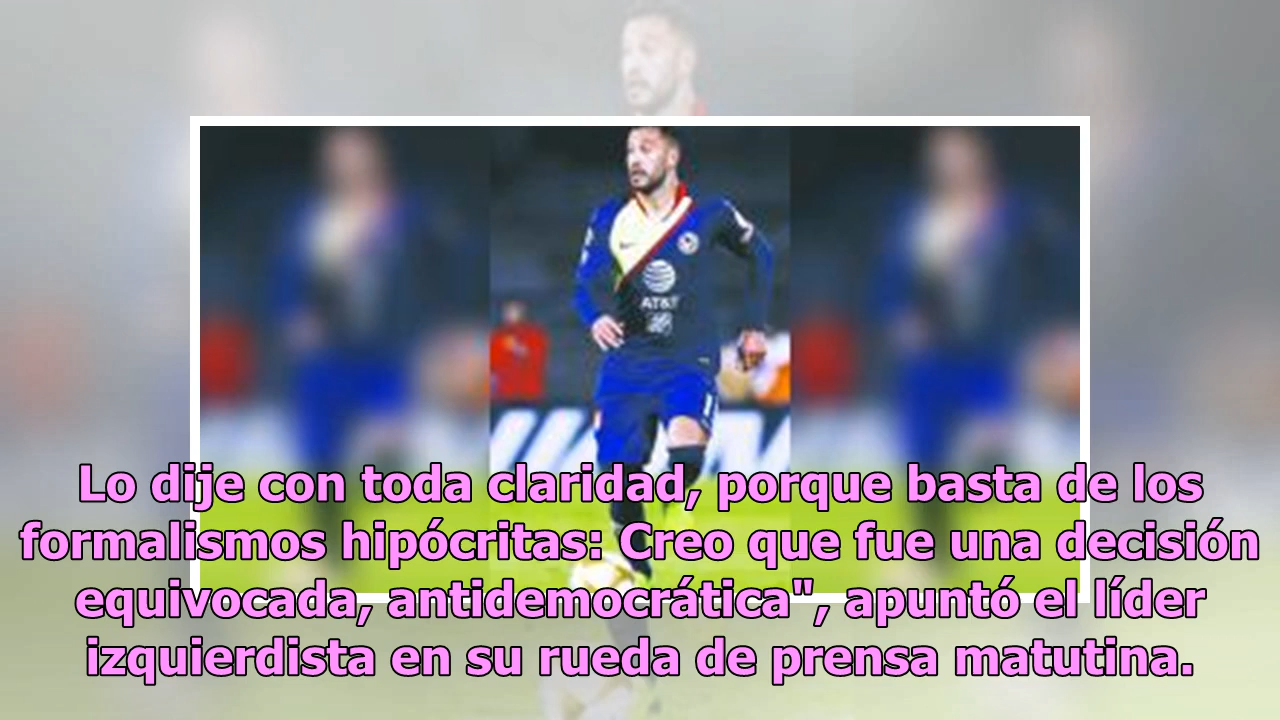 AT&T
Lo dije con toda claridad, porque basta de los
formalismos hipócritas: Creo que fue una decisión
equivocada, antidemocrática", apuntó el líder
izquierdista en su rueda de prensa matutina.